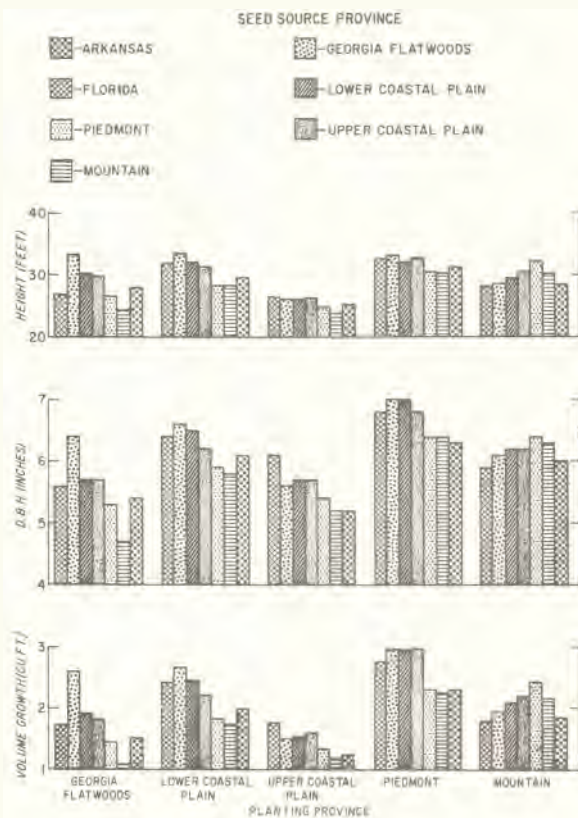 SEED SOURCE PROVINCE
-ARKANSAS
-GEORGIA FLATWOODS
-FLORIDA
-LOWER COASTAL PLAIN
-PIEDMONT
-UPPER COASTAL PLAIN
-MOUNTAIN
HEIGHT (FEET)
40
30
20
D.B.H. (INCHES)
7
6
5
4
VOLUME GROWTH (CU.FT.)
3
2
1
GEORGIA
FLATWOODS
LOWER COASTAL
PLAIN
UPPER COASTAL
PLAIN
PIEDMONT
MOUNTAIN
PLANTING PROVINCE